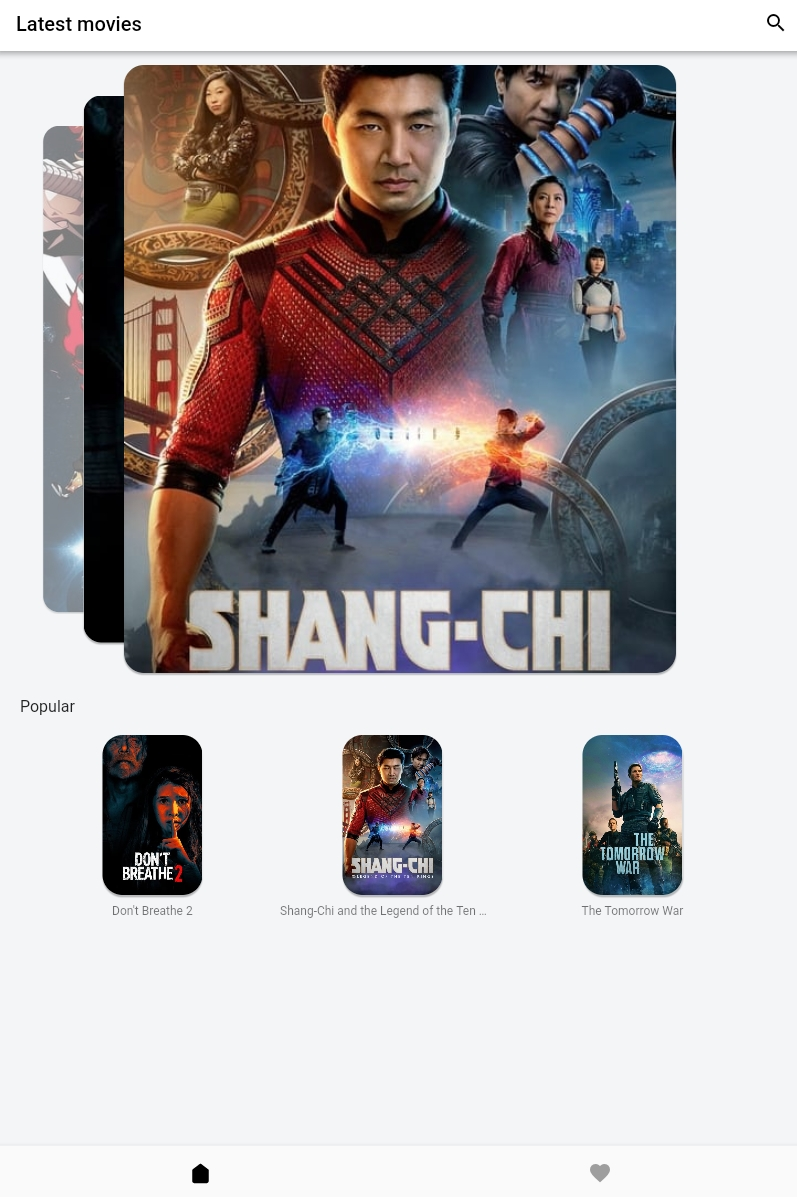 Latest movies
SHANG-CHI
Popular
DON'T
BREATHE 2
SHANG-CHI
THE
TOMORROW
WAR
Don't Breathe 2
Shang-Chi and the Legend of the Ten ...
The Tomorrow War